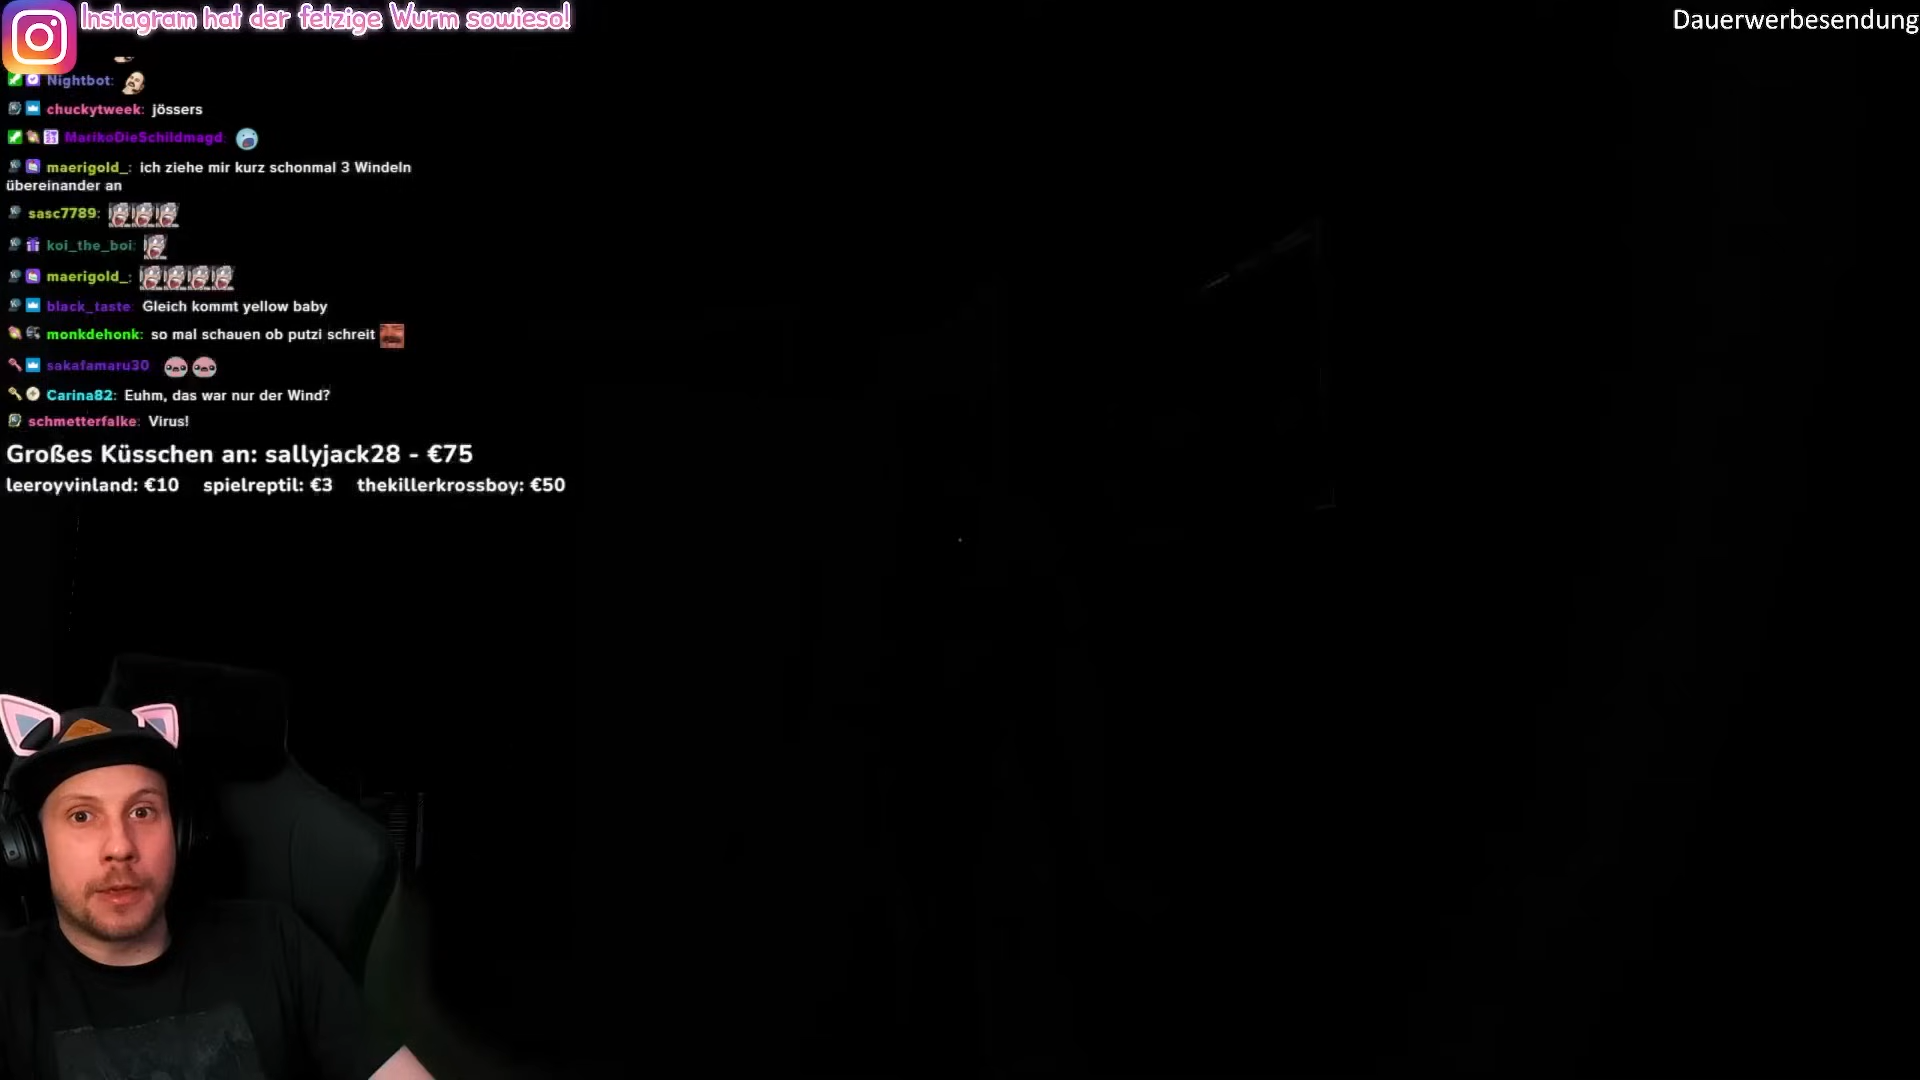 Instagram hat der fetzige Wurm sowieso!
Dauerwerbesendung
Nightbot:
chuckytweek: jössers
MarikoDieSchildmagd:
maerigold_: ich ziehe mir kurz schonmal 3 Windeln
übereinander an
sasc7789:
koi_the_boi:
maerigold_:
black_taste: Gleich kommt yellow baby
monkdehonk: so mal schauen ob putzi schreit
sakafamaru30
Carina82: Euhm, das war nur der Wind?
schmetterfalke: Virus!
Großes Küsschen an: sallyjack28 - €75
leeroyvinland: €10 spielreptil: €3 thekillerkrossboy: €50